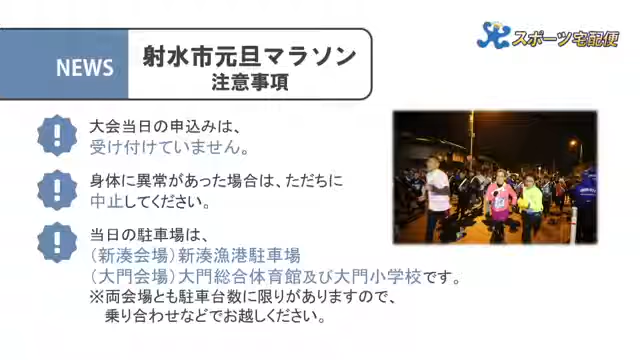 スポーツ宅配便
NEWS
射水市元旦マラソン
注意事項
大会当日の申込みは、
受け付けていません。
身体に異常があった場合は、ただちに
中止してください。
当日の駐車場は、
（新湊会場）新湊漁港駐車場
（大門会場）大門総合体育館及び大門小学校です。
※両会場とも駐車台数に限りがありますので、
乗り合わせなどでお越しください。